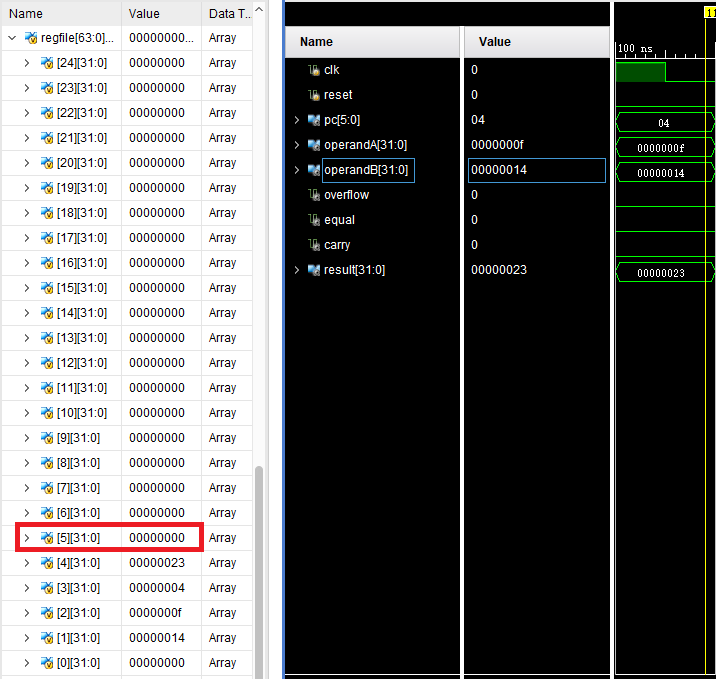 Name Value Data T...
regfile[63:0]... 00000000... Array
[24][31:0] 00000000 Array
[23][31:0] 00000000 Array
[22][31:0] 00000000 Array
[21][31:0] 00000000 Array
[20][31:0] 00000000 Array
[19][31:0] 00000000 Array
[18][31:0] 00000000 Array
[17][31:0] 00000000 Array
[16][31:0] 00000000 Array
[15][31:0] 00000000 Array
[14][31:0] 00000000 Array
[13][31:0] 00000000 Array
[12][31:0] 00000000 Array
[11][31:0] 00000000 Array
[10][31:0] 00000000 Array
[9][31:0] 00000000 Array
[8][31:0] 00000000 Array
[7][31:0] 00000000 Array
[6][31:0] 00000000 Array
[5][31:0] 00000000 Array
[4][31:0] 00000023 Array
[3][31:0] 00000004 Array
[2][31:0] 0000000f Array
[1][31:0] 00000014 Array
[0][31:0] 00000000 Array
Name Value
clk 0
reset 0
pc[5:0] 04
operandA[31:0] 0000000f
operandB[31:0] 00000014
overflow 0
equal 0
carry 0
result[31:0] 00000023
100 ns
04
0000000f
00000014
00000023